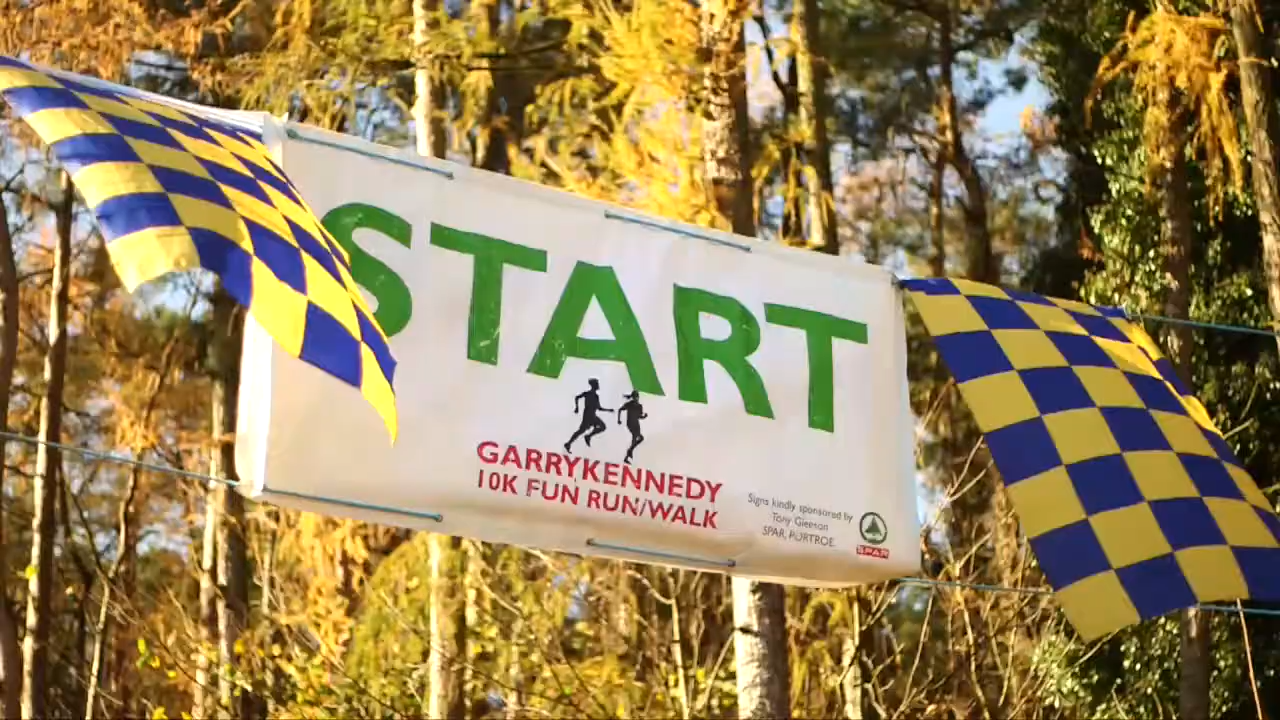 START
GARRYKENNEDY
10K FUN RUN/WALK
Signs kindly sponsored by
Tony Gleeson
SPAR, PORTROE.
SPAR